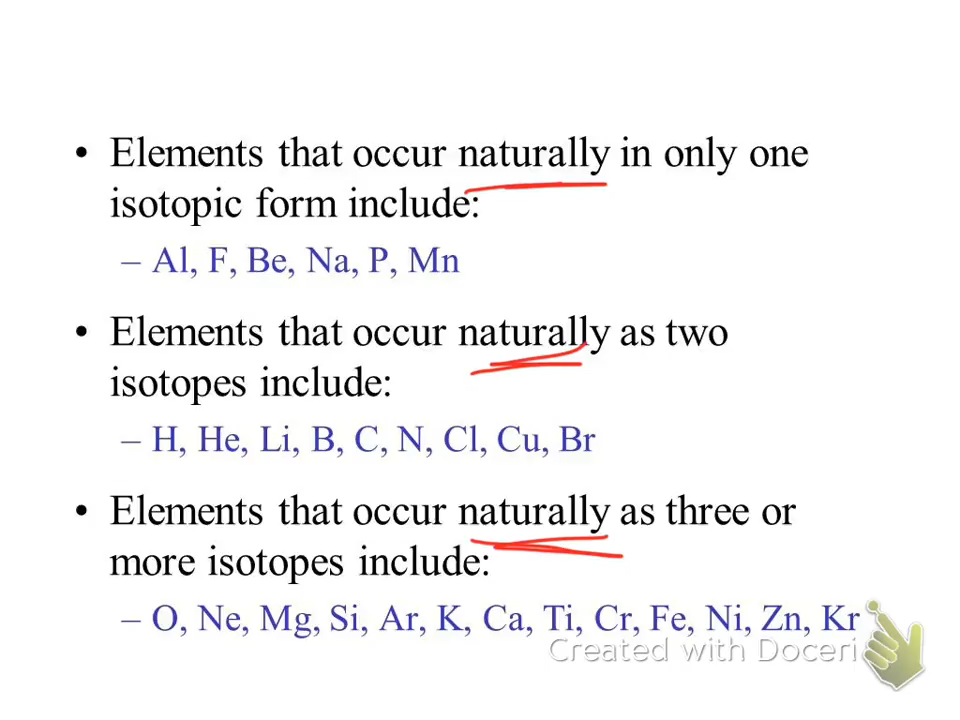 • Elements that occur naturally in only one
isotopic form include:
– Al, F, Be, Na, P, Mn
• Elements that occur naturally as two
isotopes include:
– H, He, Li, B, C, N, Cl, Cu, Br
• Elements that occur naturally as three or
more isotopes include:
– O, Ne, Mg, Si, Ar, K, Ca, Ti, Cr, Fe, Ni, Zn, Kr
Created with Doceri